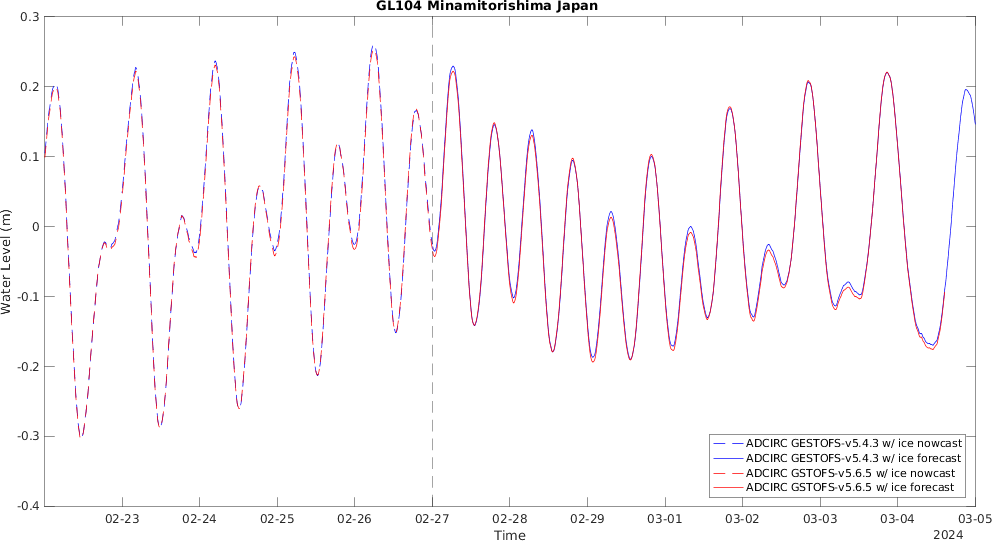 GL104 Minamitorishima Japan
0.3
0.2
0.1
0
-0.1
-0.2
-0.3
-0.4
Water Level (m)
ADCIRC GESTOFS-v5.4.3 w/ ice nowcast
ADCIRC GESTOFS-v5.4.3 w/ ice forecast
ADCIRC GSTOFS-v5.6.5 w/ ice nowcast
ADCIRC GSTOFS-v5.6.5 w/ ice forecast
02-23 02-24 02-25 02-26 02-27 02-28 02-29 03-01 03-02 03-03 03-04 03-05
Time
2024